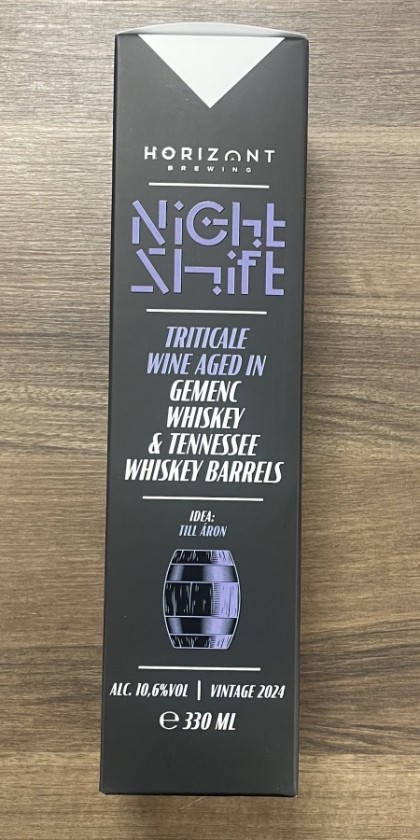 HORIZONT
BREWING
Night
Shift
TRITICALE
WINE AGED IN
GEMENC
WHISKEY
& TENNESSEE
WHISKEY BARRELS
IDEA:
TILL ÁRON
ALC. 10,6%VOL | VINTAGE 2024
℮ 330 ML